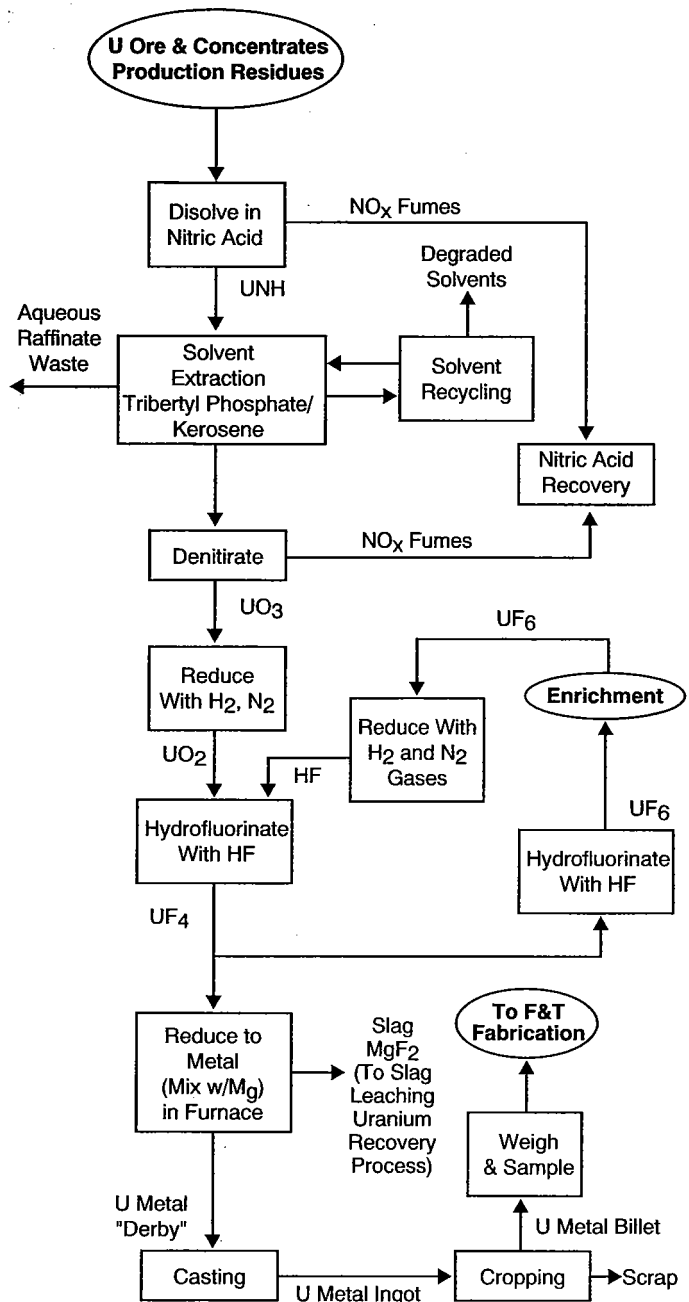 U Ore & Concentrates
Production Residues
Disolve in
Nitric Acid
NOx Fumes
UNH
Degraded
Solvents
Aqueous
Raffinate
Waste
Solvent
Extraction
Tribertyl Phosphate/
Kerosene
Solvent
Recycling
Nitric Acid
Recovery
Denitirate
NOx Fumes
UO3
UF6
Reduce
With H2, N2
Enrichment
Reduce With
H2 and N2
Gases
UO2
HF
UF6
Hydrofluorinate
With HF
Hydrofluorinate
With HF
UF4
To F&T
Fabrication
Reduce to
Metal
(Mix w/Mg)
in Furnace
Slag
MgF2
(To Slag
Leaching
Uranium
Recovery
Process)
Weigh
& Sample
U Metal
"Derby"
U Metal Billet
Casting
U Metal Ingot
Cropping
Scrap